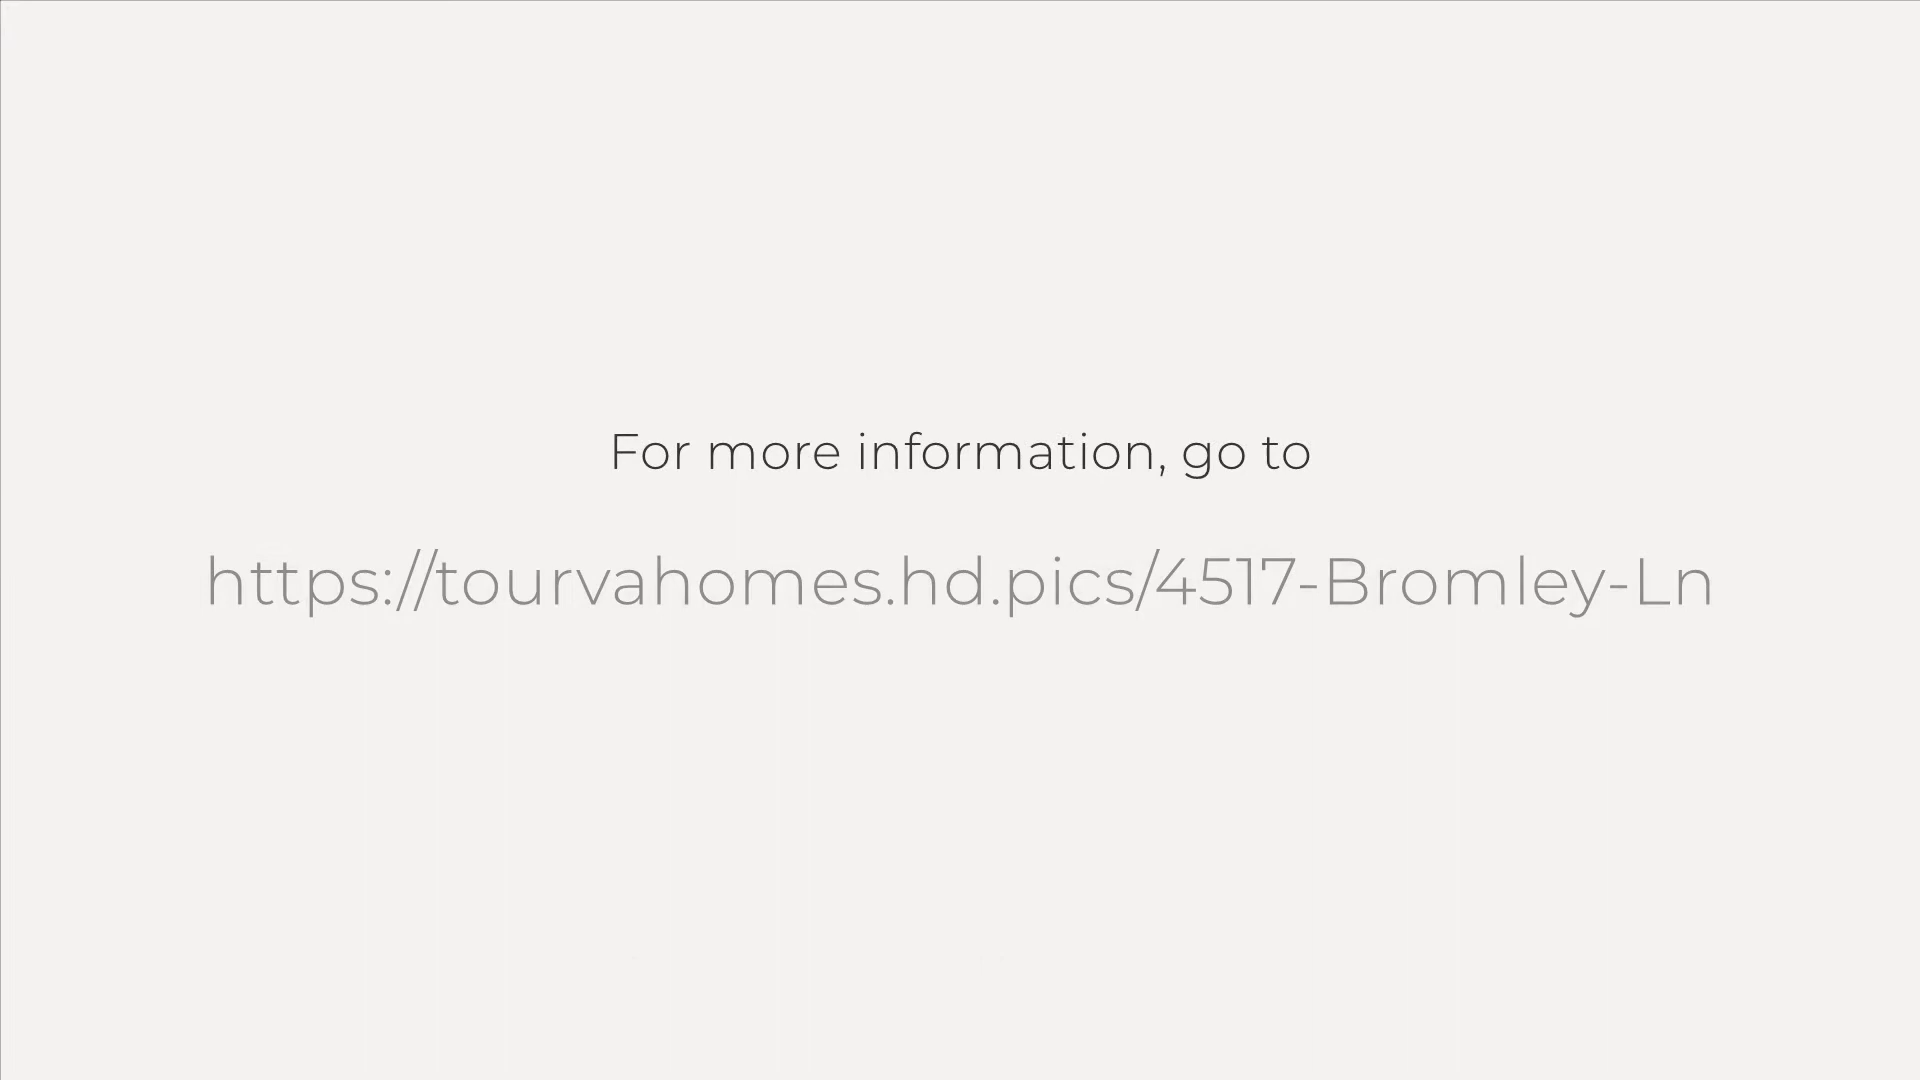 For more information, go to
https://tourvahomes.hd.pics/4517-Bromley-Ln